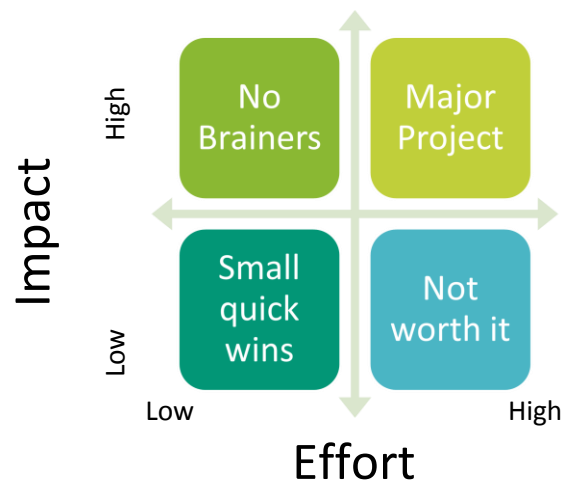 High
No
Brainers
Major
Project
Impact
Small
quick
wins
Not
worth it
Low
Low
High
Effort